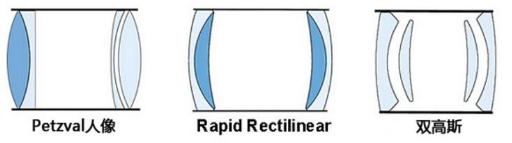 Petzval人像
Rapid Rectilinear
双高斯